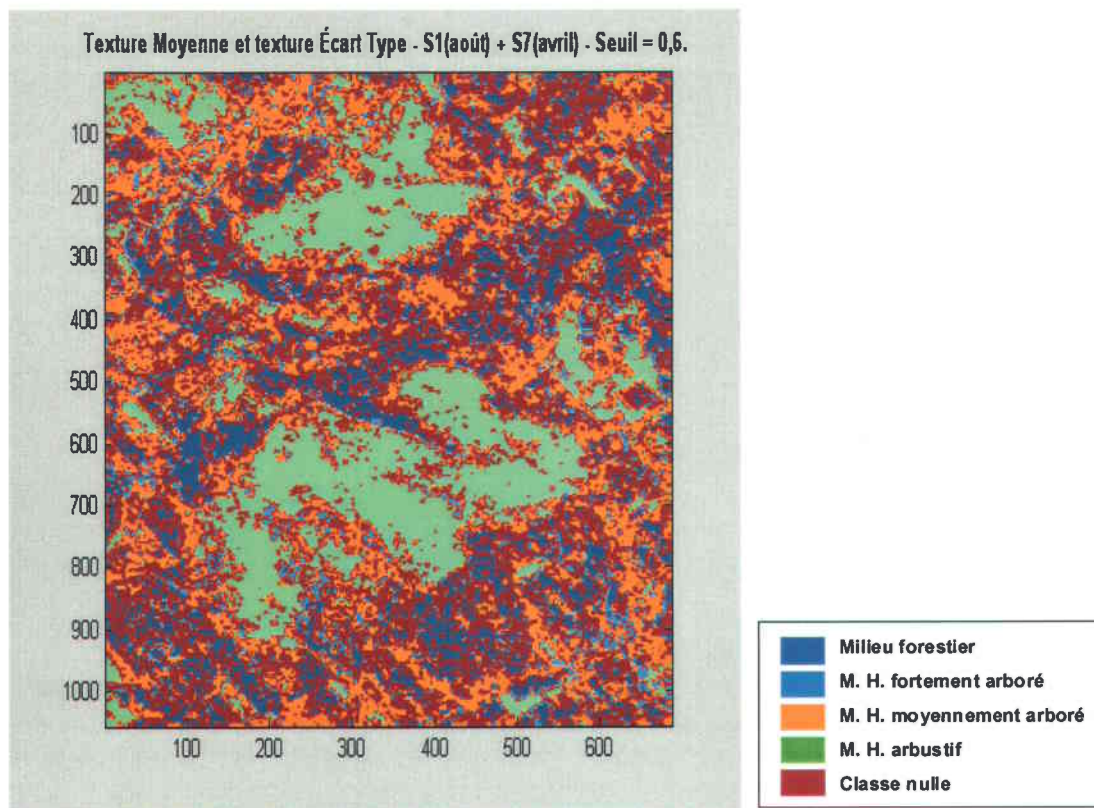 Texture Moyenne et texture Écart Type - S1(août) + S7(avril) - Seuil = 0,6.
100
200
300
400
500
600
700
800
900
1000
100 200 300 400 500 600
Milieu forestier
M. H. fortement arboré
M. H. moyennement arboré
M. H. arbustif
Classe nulle